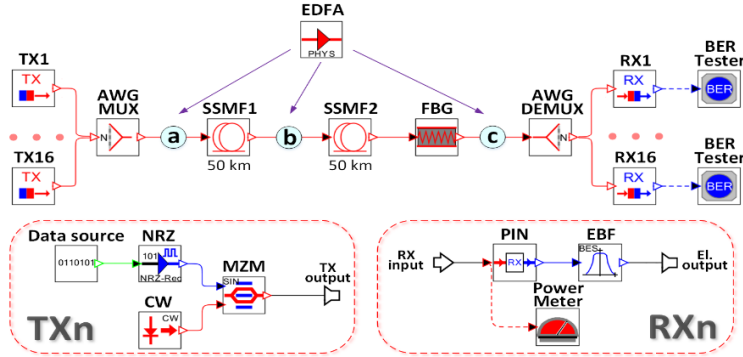 EDFA
PHYS
TX1
TX
AWG
MUX
N
a
SSMF1
50 km
b
SSMF2
50 km
FBG
c
AWG
DEMUX
N
RX1
RX
BER
Tester
BER
TX16
TX
RX16
RX
BER
Tester
BER
Data source
0110101
NRZ
101
NRZ-Rec
MZM
SIN
TX
output
CW
CW
TXn
RX
input
PIN
RX
EBF
BES
El.
output
Power
Meter
RXn